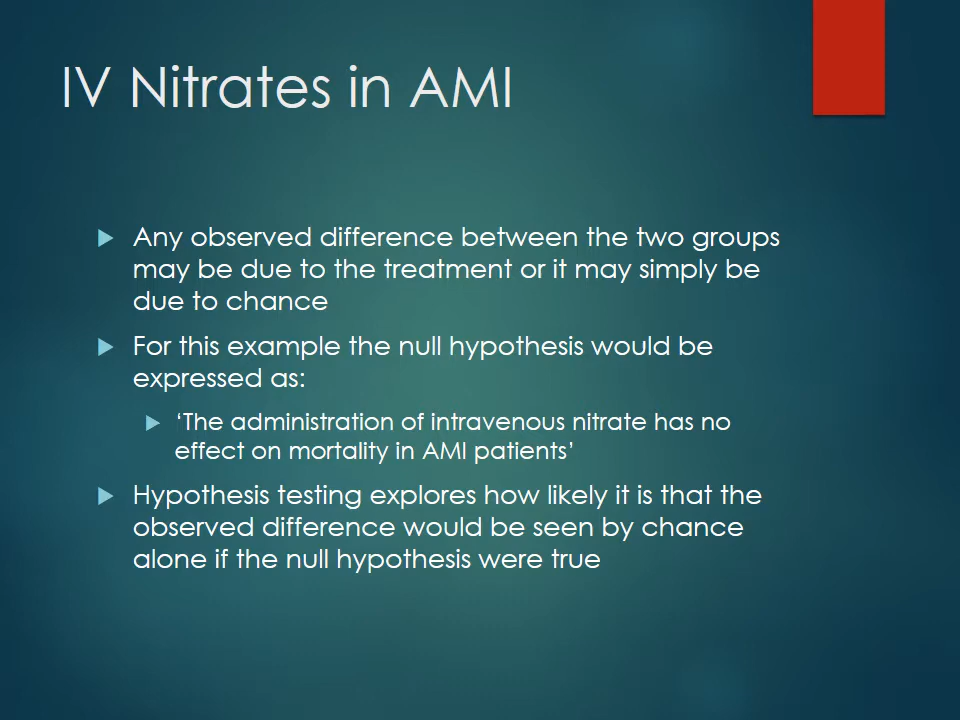 IV Nitrates in AMI
Any observed difference between the two groups
may be due to the treatment or it may simply be
due to chance
For this example the null hypothesis would be
expressed as:
‘The administration of intravenous nitrate has no
effect on mortality in AMI patients’
Hypothesis testing explores how likely it is that the
observed difference would be seen by chance
alone if the null hypothesis were true